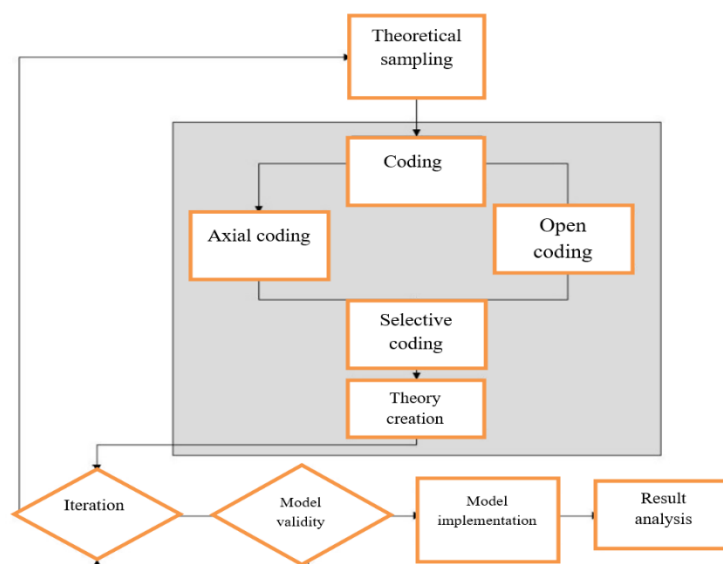 Theoretical
sampling
Coding
Axial coding
Open
coding
Selective
coding
Theory
creation
Iteration
Model
validity
Model
implementation
Result
analysis